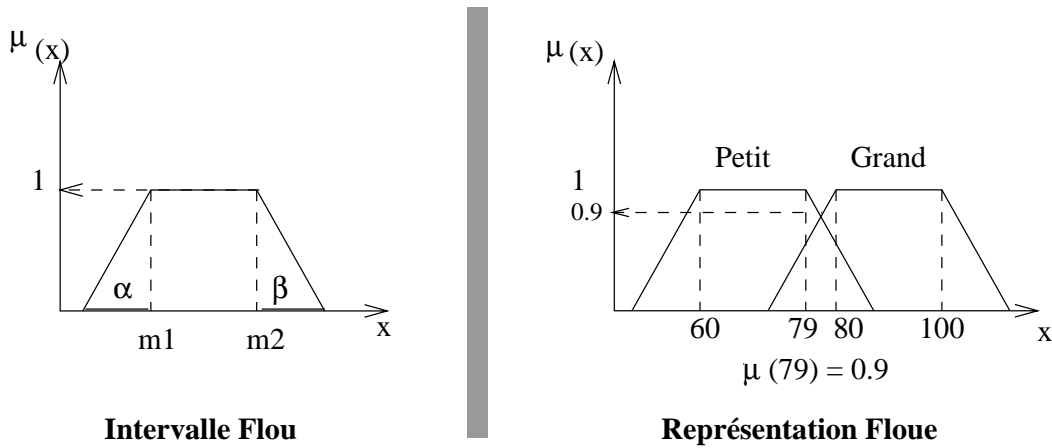 μ (x)
1
α
β
m1
m2
x
Intervalle Flou
μ (x)
Petit
Grand
1
0.9
60
79
80
100
x
μ (79) = 0.9
Représentation Floue